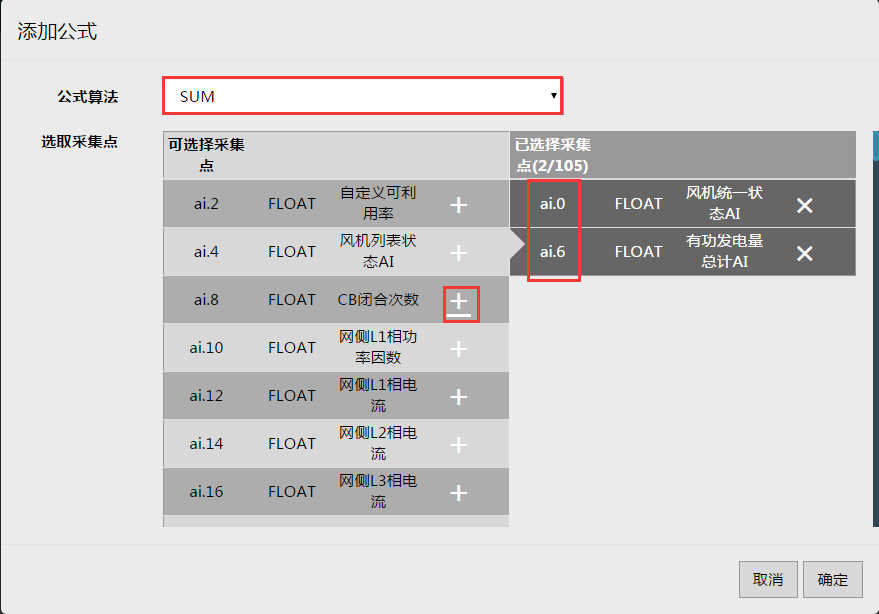 添加公式
公式算法
SUM
选取采集点
可选择采集
点
已选择采集
点(2/105)
ai.2 FLOAT 自定义可利
用率
ai.4 FLOAT 风机列表状
态AI
ai.8 FLOAT CB闭合次数
ai.10 FLOAT 网侧L1相功
率因数
ai.12 FLOAT 网侧L1相电
流
ai.14 FLOAT 网侧L2相电
流
ai.16 FLOAT 网侧L3相电
流
ai.0 FLOAT 风机统一状
态AI
ai.6 FLOAT 有功发电量
总计AI
取消
确定